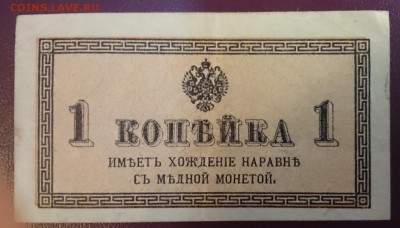 COINS.LAVE.RU
1 КОПѢЙКА 1
ИМѢЕТЪ ХОЖДЕНІЕ НАРАВНѢ
СЪ МѢДНОЙ МОНЕТОЙ.